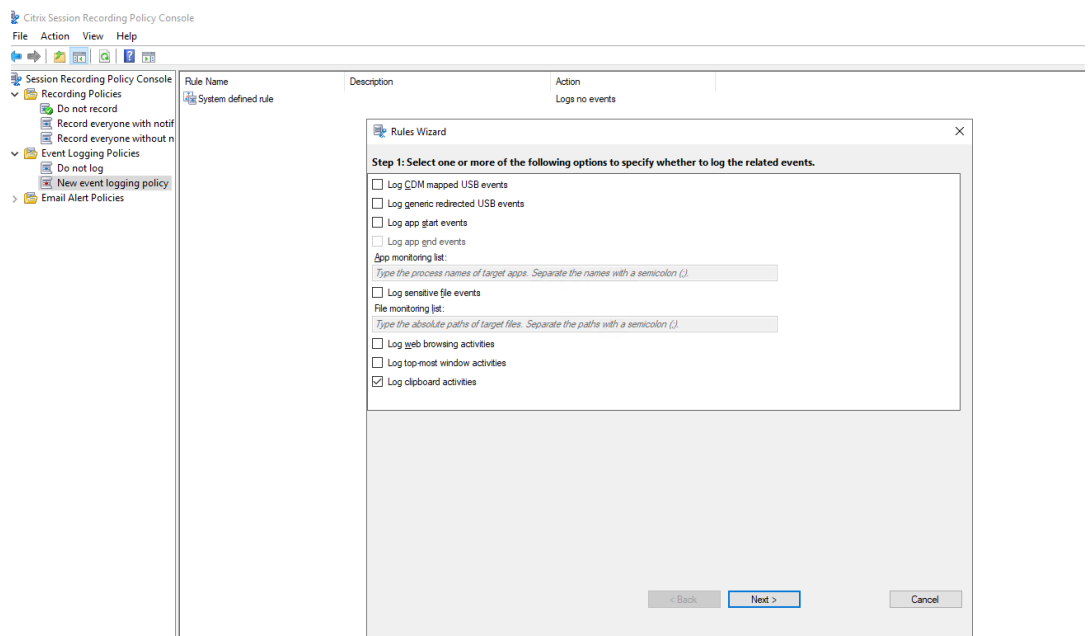 Citrix Session Recording Policy Console
File Action View Help
Session Recording Policy Console
Recording Policies
Do not record
Record everyone with notif
Record everyone without n
Event Logging Policies
Do not log
New event logging policy
Email Alert Policies
Rule Name Description Action
System defined rule Logs no events
Rules Wizard
Step 1: Select one or more of the following options to specify whether to log the related events.
Log CDM mapped USB events
Log generic redirected USB events
Log app start events
Log app end events
App monitoring list:
Type the process names of target apps. Separate the names with a semicolon (;).
Log sensitive file events
File monitoring list:
Type the absolute paths of target files. Separate the paths with a semicolon (;).
Log web browsing activities
Log top-most window activities
Log clipboard activities
< Back Next > Cancel